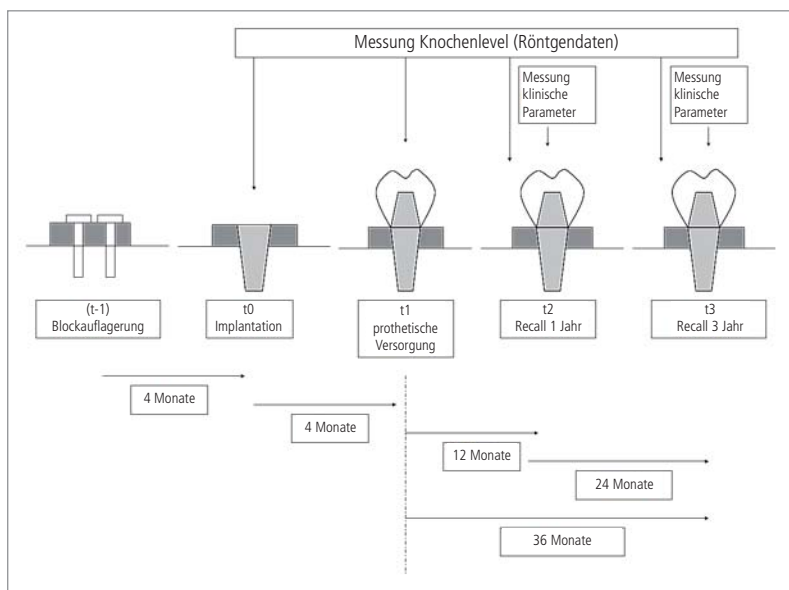 Messung Knochenlevel (Röntgendaten)
Messung
klinische
Parameter
Messung
klinische
Parameter
(t-1)
Blockauflagerung
t0
Implantation
t1
prothetische
Versorgung
t2
Recall 1 Jahr
t3
Recall 3 Jahr
4 Monate
4 Monate
12 Monate
24 Monate
36 Monate